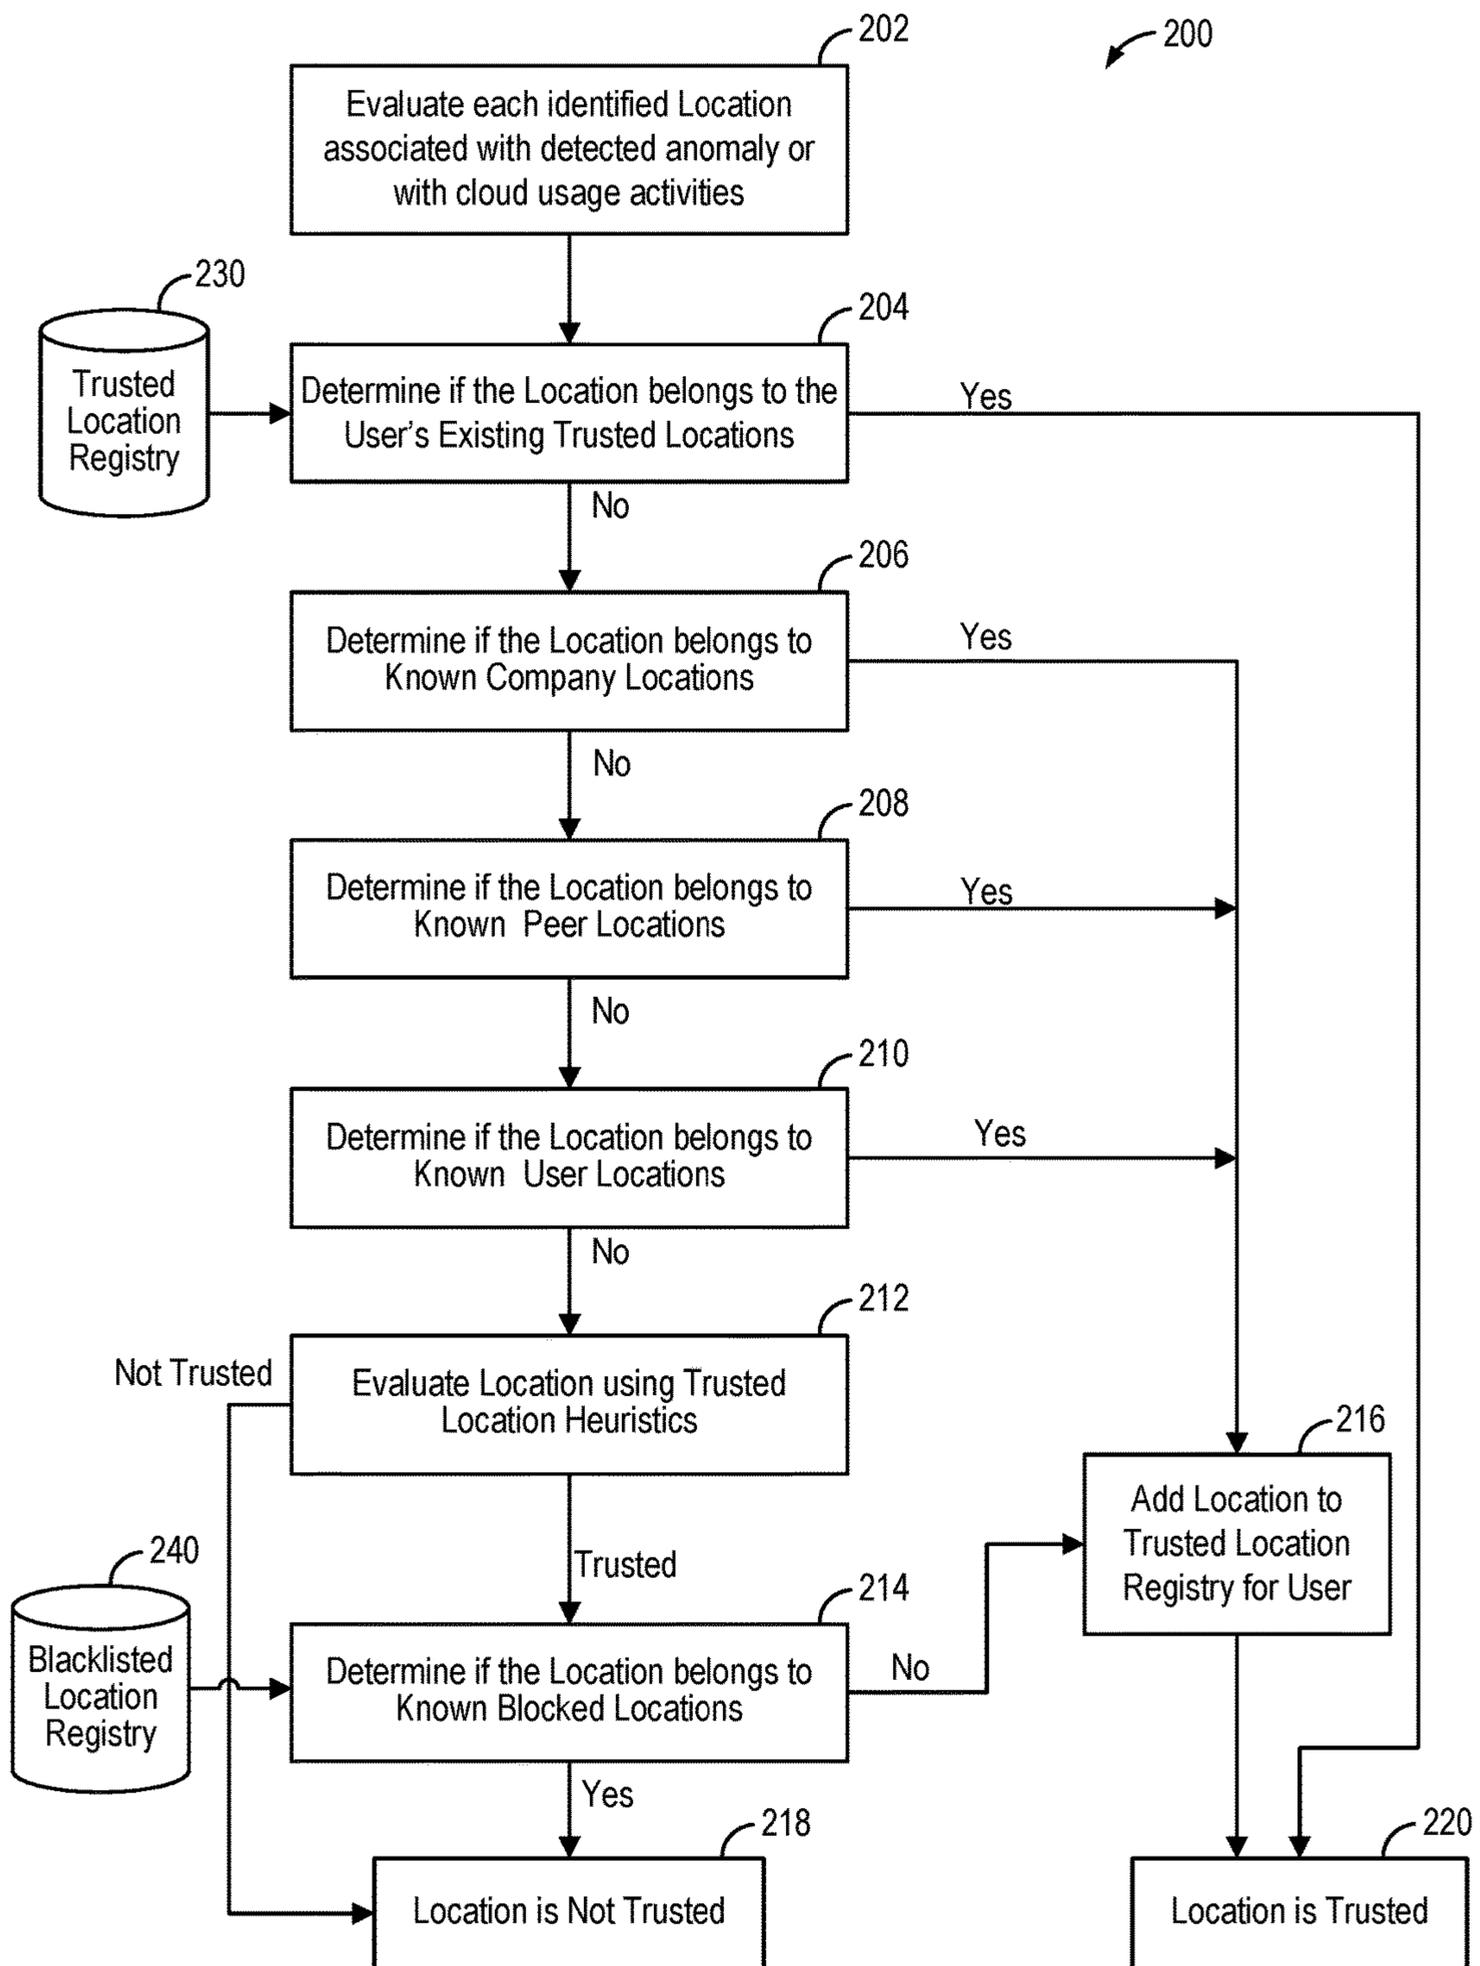 202
200
Evaluate each identified Location
associated with detected anomaly or
with cloud usage activities
230
Trusted
Location
Registry
204
Determine if the Location belongs to the
User's Existing Trusted Locations
Yes
No
206
Determine if the Location belongs to
Known Company Locations
Yes
No
208
Determine if the Location belongs to
Known Peer Locations
Yes
No
210
Determine if the Location belongs to
Known User Locations
Yes
No
212
Not Trusted
Evaluate Location using Trusted
Location Heuristics
Trusted
216
Add Location to
Trusted Location
Registry for User
240
Blacklisted
Location
Registry
214
Determine if the Location belongs to
Known Blocked Locations
No
Yes
218
Location is Not Trusted
220
Location is Trusted